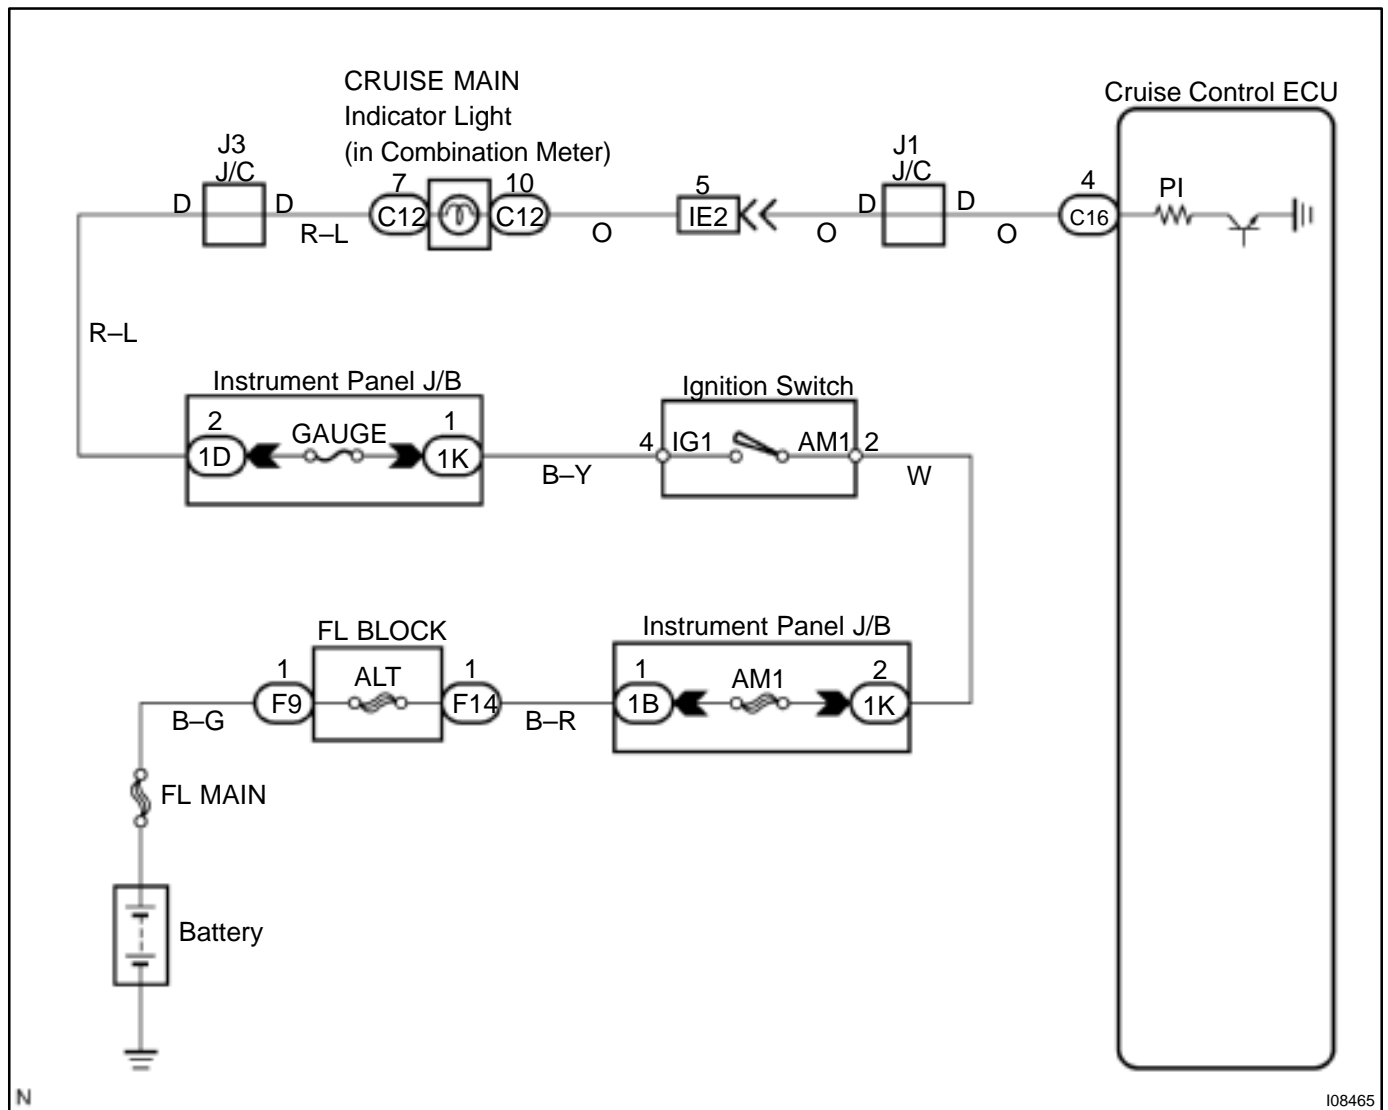 CRUISE MAIN
Indicator Light
(in Combination Meter)
Cruise Control ECU
J3
J/C
J1
J/C
7
10
5
4
PI
D
D
C12
C12
IE2
D
D
C16
R–L
O
O
O
R–L
Instrument Panel J/B
Ignition Switch
2
GAUGE
1
4
IG1
AM1
2
1D
1K
B–Y
W
FL BLOCK
Instrument Panel J/B
1
ALT
1
1
AM1
2
F9
F14
1B
1K
B–G
B–R
FL MAIN
Battery
N
I08465